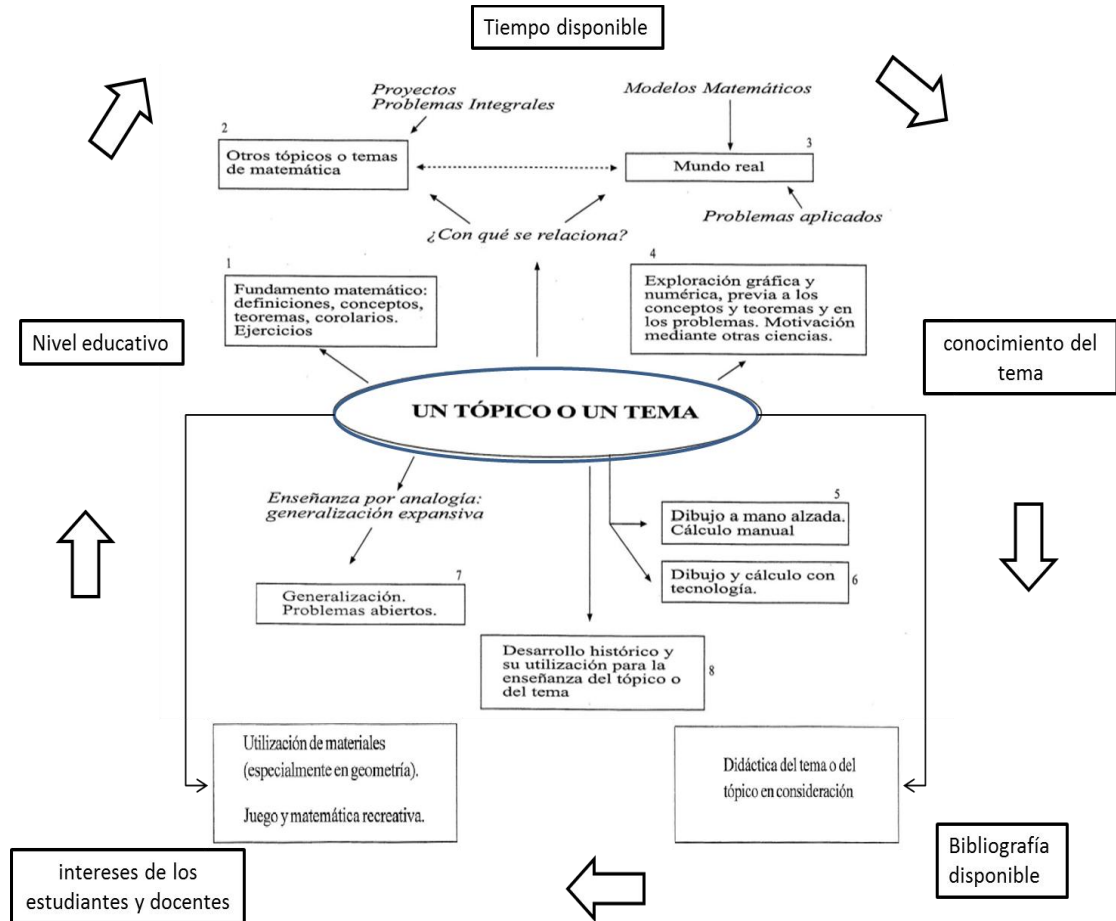 Tiempo disponible
Proyectos
Problemas Integrales
Modelos Matemáticos
2
Otros tópicos o temas
de matemática
3
Mundo real
Problemas aplicados
¿Con qué se relaciona?
1
Fundamento matemático:
definiciones, conceptos,
teoremas, corolarios.
Ejercicios
4
Exploración gráfica y
numérica, previa a los
conceptos y teoremas y en
los problemas. Motivación
mediante otras ciencias.
Nivel educativo
conocimiento del
tema
UN TÓPICO O UN TEMA
Enseñanza por analogía:
generalización expansiva
5
Dibujo a mano alzada.
Cálculo manual
Dibujo y cálculo con
tecnología.
6
7
Generalización.
Problemas abiertos.
Desarrollo histórico y
su utilización para la
enseñanza del tópico o
del tema
8
Utilización de materiales
(especialmente en geometría).
Juego y matemática recreativa.
Didáctica del tema o del
tópico en consideración
intereses de los
estudiantes y docentes
Bibliografía
disponible